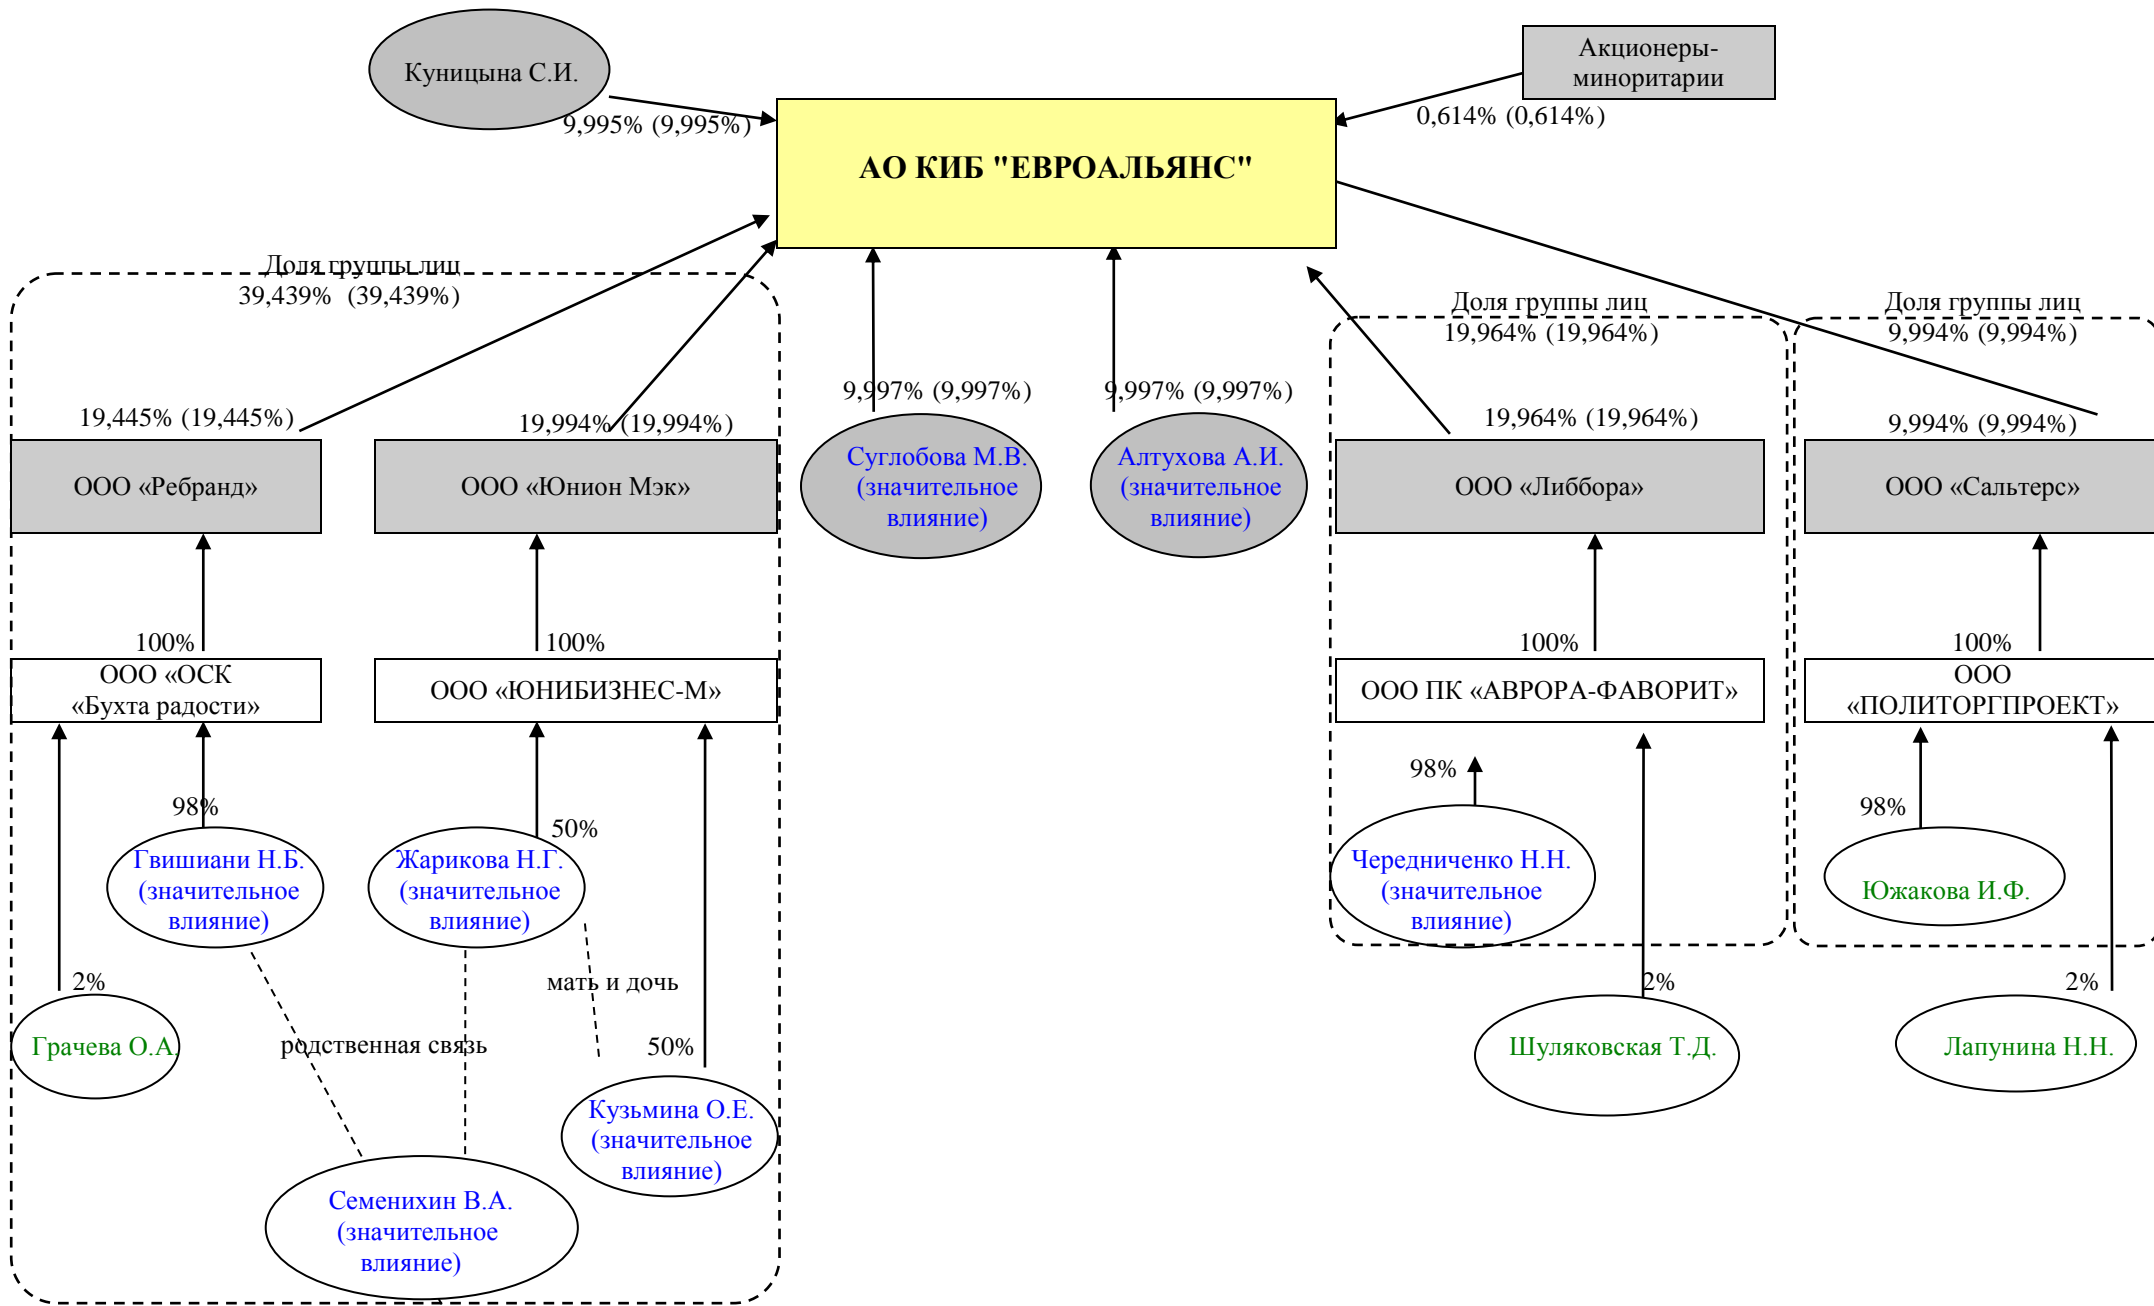 Куницына С.И.
Акционеры-
миноритарии
9,995% (9,995%)
0,614% (0,614%)
АО КИБ "ЕВРОАЛЬЯНС"
Доля группы лиц
39,439%  (39,439%)
Доля группы лиц
19,964% (19,964%)
Доля группы лиц
9,994% (9,994%)
19,445% (19,445%)
19,994% (19,994%)
9,997% (9,997%)
9,997% (9,997%)
19,964% (19,964%)
9,994% (9,994%)
ООО «Ребранд»
ООО «Юнион Мэк»
Суглобова М.В.
(значительное
влияние)
Алтухова А.И.
(значительное
влияние)
ООО «Либбора»
ООО «Сальтерс»
100%
100%
100%
100%
ООО «ОСК
«Бухта радости»
ООО «ЮНИБИЗНЕС-М»
ООО ПК «АВРОРА-ФАВОРИТ»
ООО
«ПОЛИТОРГПРОЕКТ»
98%
50%
98%
98%
Гвишиани Н.Б.
(значительное
влияние)
Жарикова Н.Г.
(значительное
влияние)
Чередниченко Н.Н.
(значительное
влияние)
Южакова И.Ф.
2%
мать и дочь
2%
2%
Грачева О.А.
родственная связь
50%
Шуляковская Т.Д.
Лапунина Н.Н.
Кузьмина О.Е.
(значительное
влияние)
Семенихин В.А.
(значительное
влияние)